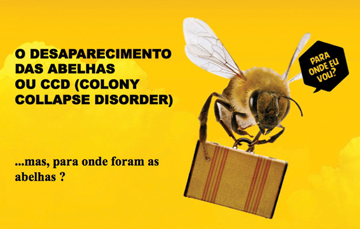 O DESAPARECIMENTO
DAS ABELHAS
OU CCD (COLONY
COLLAPSE DISORDER)
PARA
ONDE EU
VOU?
...mas, para onde foram as
abelhas ?